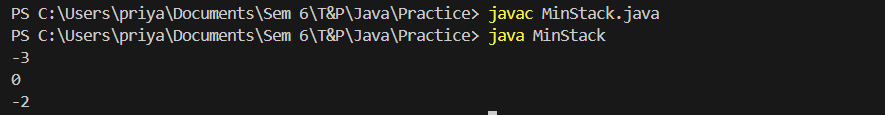 PS C:\Users\priya\Documents\Sem 6\T&P\Java\Practice> javac MinStack.java
PS C:\Users\priya\Documents\Sem 6\T&P\Java\Practice> java MinStack
-3
0
-2